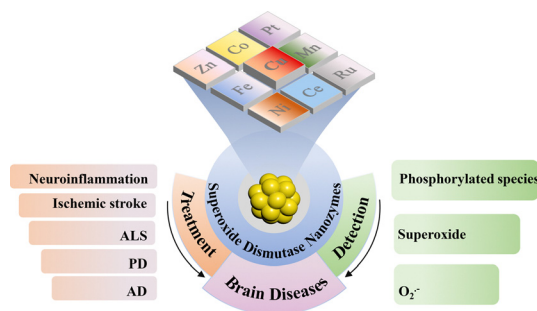 Pt
Co
Mn
Zn
Cu
Ru
Fe
Ce
Ni
Neuroinflammation
Ischemic stroke
ALS
PD
AD
Treatment
Superoxide Dismutase Nanozymes
Detection
Brain Diseases
Phosphorylated species
Superoxide
O₂·⁻